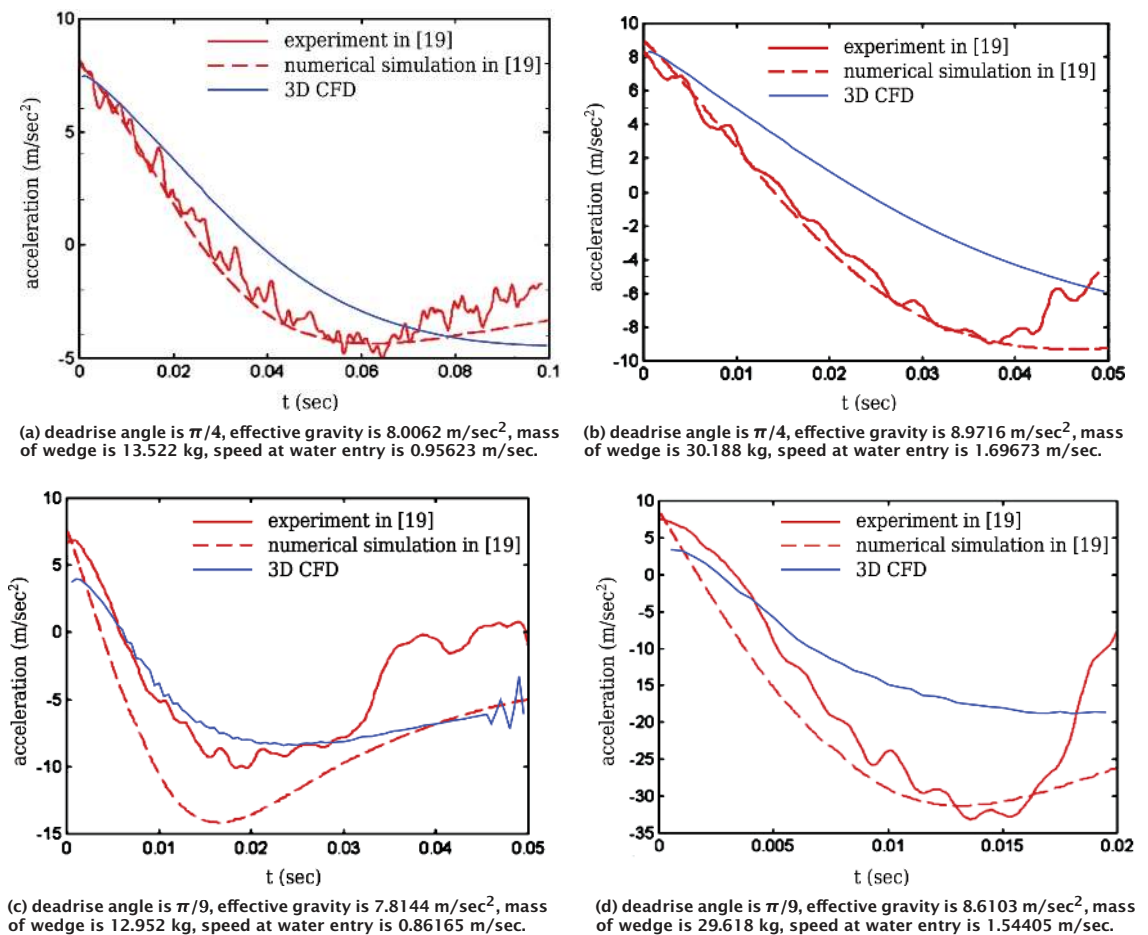 10
experiment in [19]
numerical simulation in [19]
3D CFD
5
0
-5
0
0.02
0.04
0.06
0.08
0.1
acceleration (m/sec²)
t (sec)
(a) deadrise angle is π/4, effective gravity is 8.0062 m/sec², mass
of wedge is 13.522 kg, speed at water entry is 0.95623 m/sec.
10
8
6
4
2
0
-2
-4
-6
-8
-10
experiment in [19]
numerical simulation in [19]
3D CFD
0
0.01
0.02
0.03
0.04
0.05
acceleration (m/sec²)
t (sec)
(b) deadrise angle is π/4, effective gravity is 8.9716 m/sec², mass
of wedge is 30.188 kg, speed at water entry is 1.69673 m/sec.
10
5
0
-5
-10
-15
experiment in [19]
numerical simulation in [19]
3D CFD
0
0.01
0.02
0.03
0.04
0.05
acceleration (m/sec²)
t (sec)
(c) deadrise angle is π/9, effective gravity is 7.8144 m/sec², mass
of wedge is 12.952 kg, speed at water entry is 0.86165 m/sec.
10
5
0
-5
-10
-15
-20
-25
-30
-35
experiment in [19]
numerical simulation in [19]
3D CFD
0
0.005
0.01
0.015
0.02
acceleration (m/sec²)
t (sec)
(d) deadrise angle is π/9, effective gravity is 8.6103 m/sec², mass
of wedge is 29.618 kg, speed at water entry is 1.54405 m/sec.